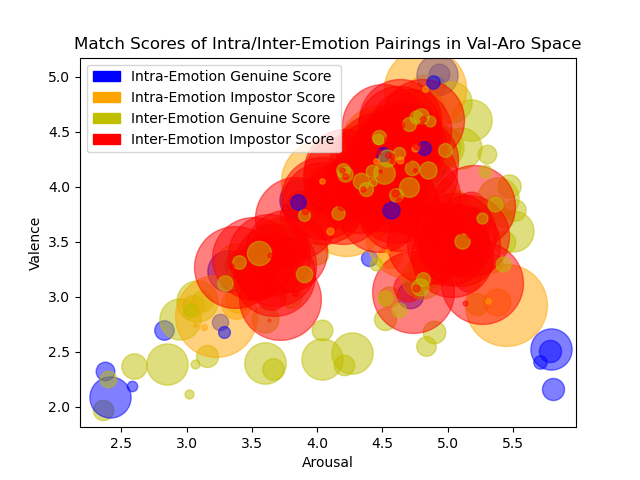 Match Scores of Intra/Inter-Emotion Pairings in Val-Aro Space
Intra-Emotion Genuine Score
Intra-Emotion Impostor Score
Inter-Emotion Genuine Score
Inter-Emotion Impostor Score
Valence
5.0
4.5
4.0
3.5
3.0
2.5
2.0
2.5 3.0 3.5 4.0 4.5 5.0 5.5
Arousal